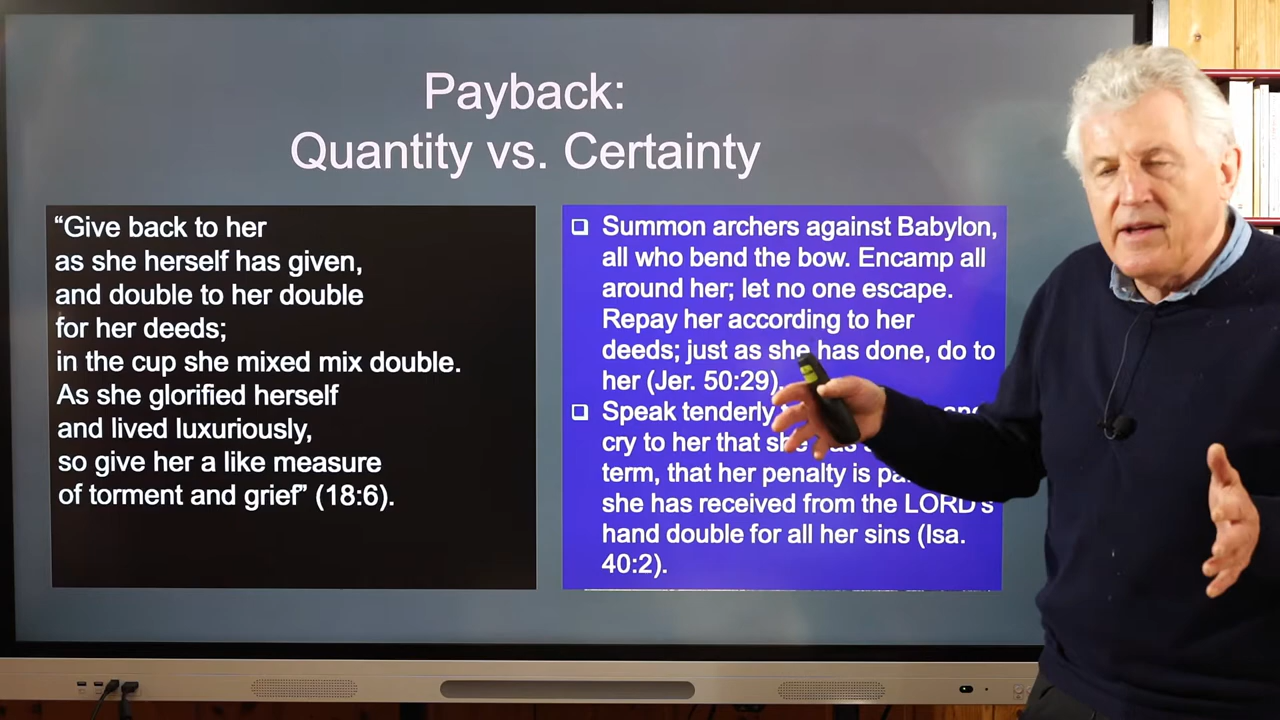 Payback:
Quantity vs. Certainty
“Give back to her
as she herself has given,
and double to her double
for her deeds;
in the cup she mixed mix double.
As she glorified herself
and lived luxuriously,
so give her a like measure
of torment and grief” (18:6).
Summon archers against Babylon,
all who bend the bow. Encamp all
around her; let no one escape.
Repay her according to her
deeds; just as she has done, do to
her (Jer. 50:29).
Speak tenderly
cry to her that she
term, that her penalty is
she has received from the LORD's
hand double for all her sins (Isa.
40:2).